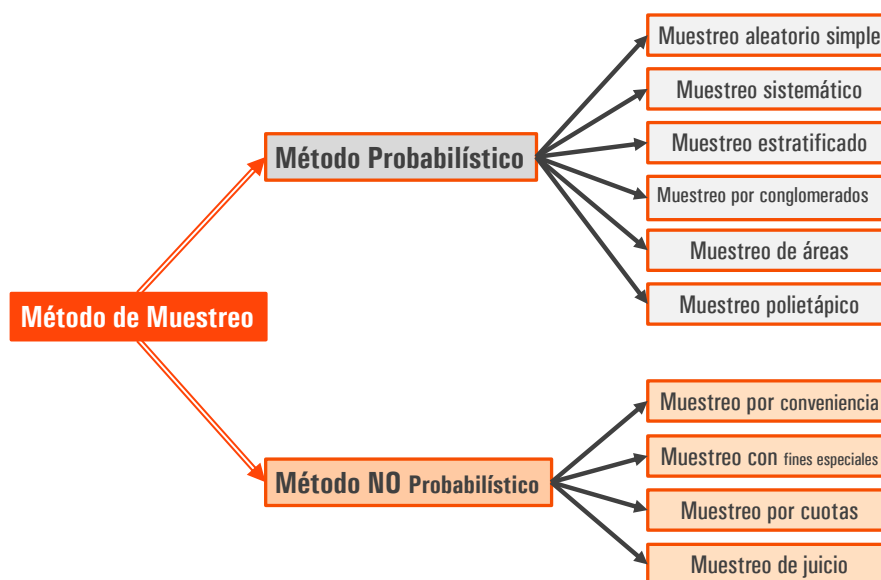 Muestreo aleatorio simple
Muestreo sistemático
Método Probabilístico
Muestreo estratificado
Muestreo por conglomerados
Muestreo de áreas
Muestreo polietápico
Método de Muestreo
Muestreo por conveniencia
Muestreo con fines especiales
Método NO Probabilístico
Muestreo por cuotas
Muestreo de juicio